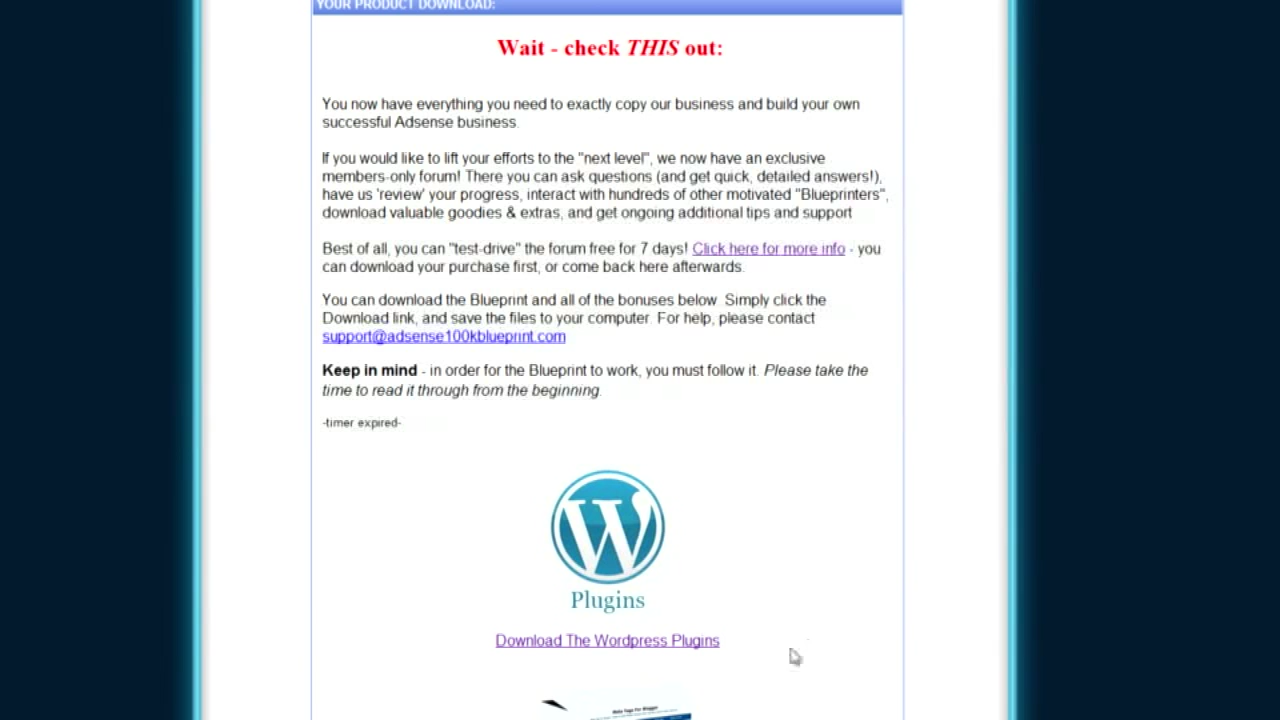 YOUR PRODUCT DOWNLOAD:
Wait - check THIS out:
You now have everything you need to exactly copy our business and build your own
successful Adsense business.
If you would like to lift your efforts to the "next level", we now have an exclusive
members-only forum! There you can ask questions (and get quick, detailed answers!),
have us 'review' your progress, interact with hundreds of other motivated "Blueprinters",
download valuable goodies & extras, and get ongoing additional tips and support
Best of all, you can "test-drive" the forum free for 7 days! Click here for more info - you
can download your purchase first, or come back here afterwards.
You can download the Blueprint and all of the bonuses below Simply click the
Download link, and save the files to your computer. For help, please contact
support@adsense100kblueprint.com
Keep in mind - in order for the Blueprint to work, you must follow it. Please take the
time to read it through from the beginning.
-timer expired-
W
Plugins
Download The Wordpress Plugins